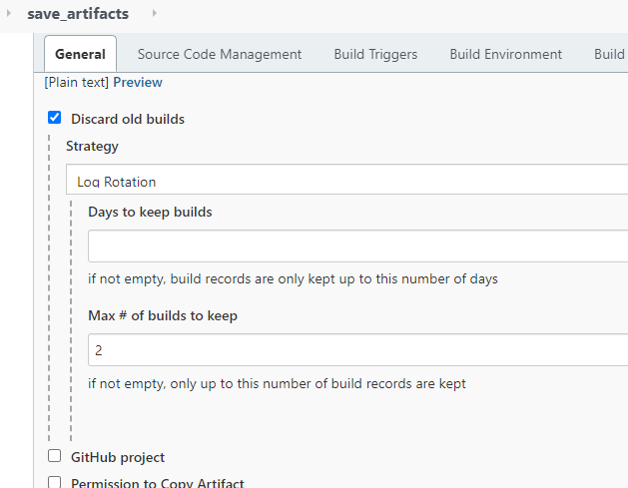 save_artifacts
General Source Code Management Build Triggers Build Environment Build
[Plain text] Preview
Discard old builds
Strategy
Log Rotation
Days to keep builds
if not empty, build records are only kept up to this number of days
Max # of builds to keep
2
if not empty, only up to this number of build records are kept
GitHub project
Permission to Copy Artifact